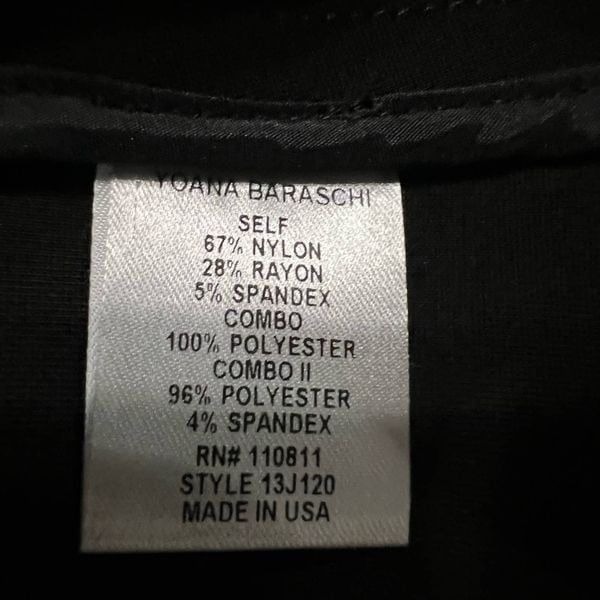 YOANA BARASCHI
SELF
67% NYLON
28% RAYON
5% SPANDEX
COMBO
100% POLYESTER
COMBO II
96% POLYESTER
4% SPANDEX
RN# 110811
STYLE 13J120
MADE IN USA